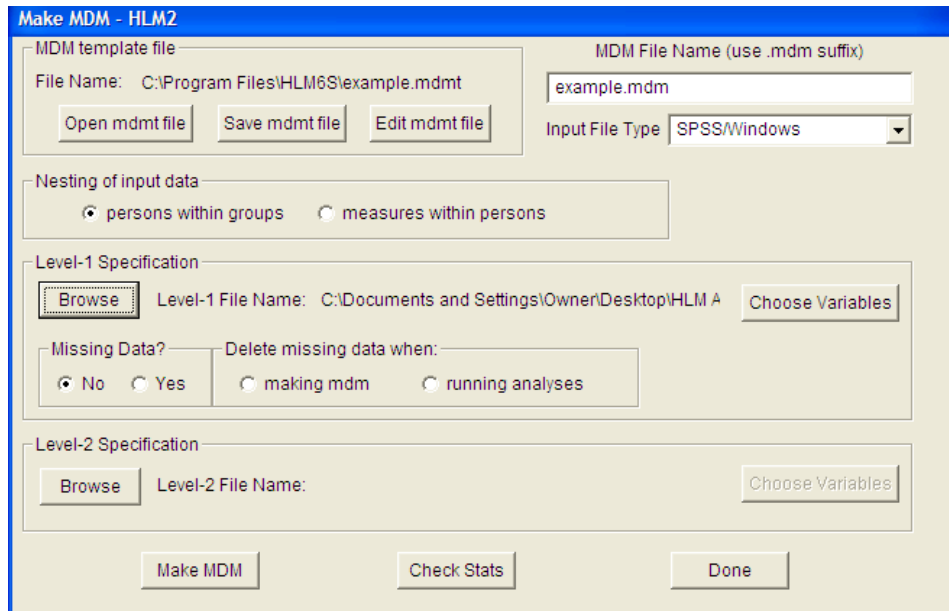 Make MDM - HLM2
MDM template file
File Name: C:\Program Files\HLM6S\example.mdmt
Open mdmt file Save mdmt file Edit mdmt file
MDM File Name (use .mdm suffix)
example.mdm
Input File Type SPSS/Windows
Nesting of input data
persons within groups measures within persons
Level-1 Specification
Browse Level-1 File Name: C:\Documents and Settings\Owner\Desktop\HLM A Choose Variables
Missing Data? Delete missing data when:
No Yes making mdm running analyses
Level-2 Specification
Browse Level-2 File Name: Choose Variables
Make MDM Check Stats Done